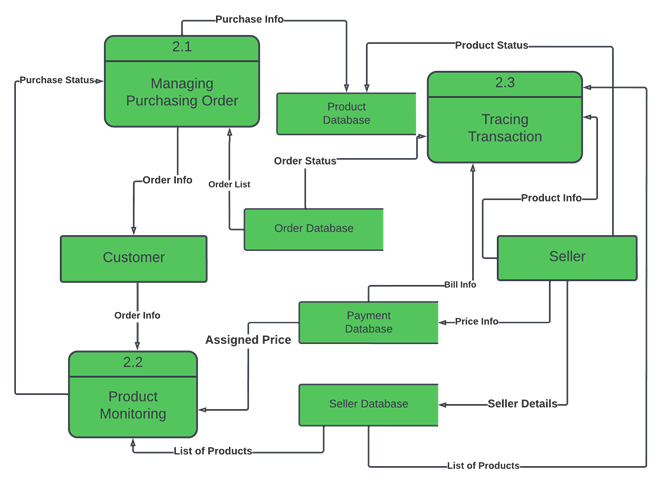 Purchase Info
2.1
Product Status
Purchase Status
Managing
Purchasing Order
2.3
Product
Database
Tracing
Transaction
Order Status
Order Info
Order List
Product Info
Order Database
Customer
Seller
Bill Info
Order Info
Payment
Database
Price Info
Assigned Price
2.2
Product
Monitoring
Seller Database
Seller Details
List of Products
List of Products